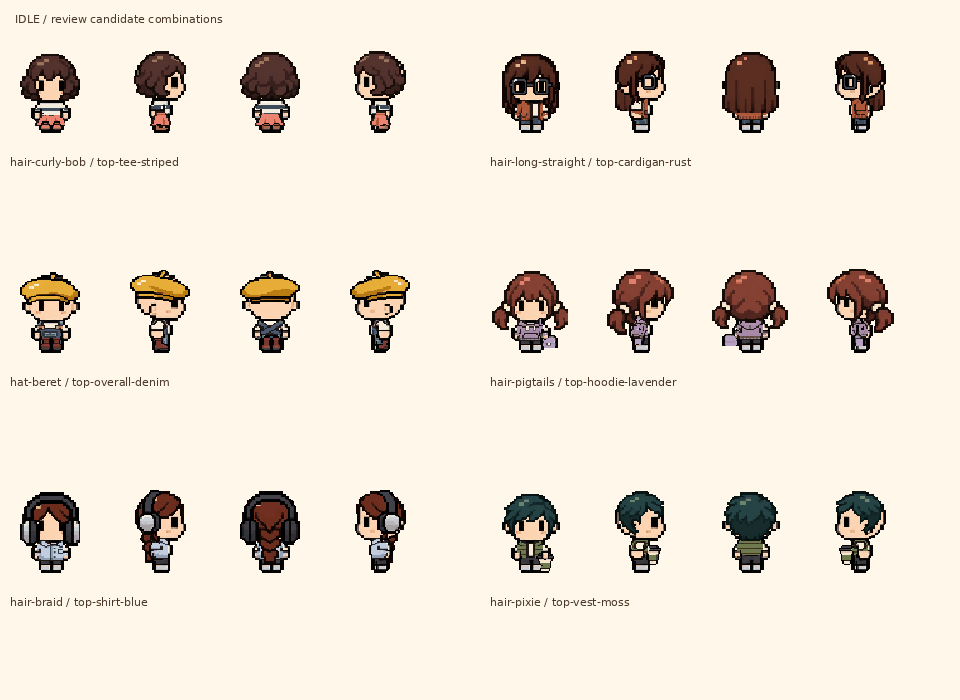 IDLE / review candidate combinations
hair-curly-bob / top-tee-striped
hair-long-straight / top-cardigan-rust
hat-beret / top-overall-denim
hair-pigtails / top-hoodie-lavender
hair-braid / top-shirt-blue
hair-pixie / top-vest-moss